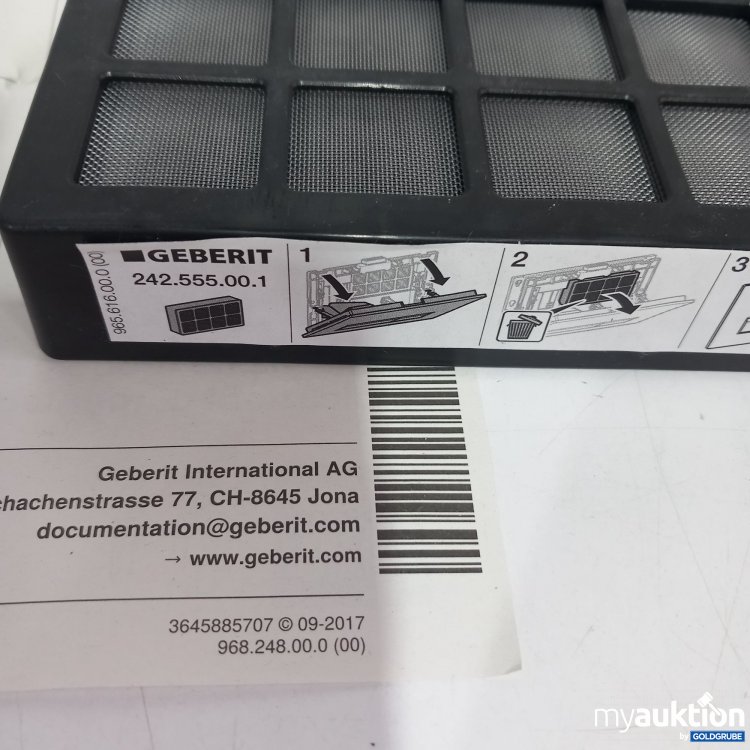 965.616.00.0 (00)
GEBERIT
242.555.00.1
1
2
3
Geberit International AG
chachenstrasse 77, CH-8645 Jona
documentation@geberit.com
→ www.geberit.com
3645885707 © 09-2017
968.248.00.0 (00)
myauktion
by GOLDGRUBE